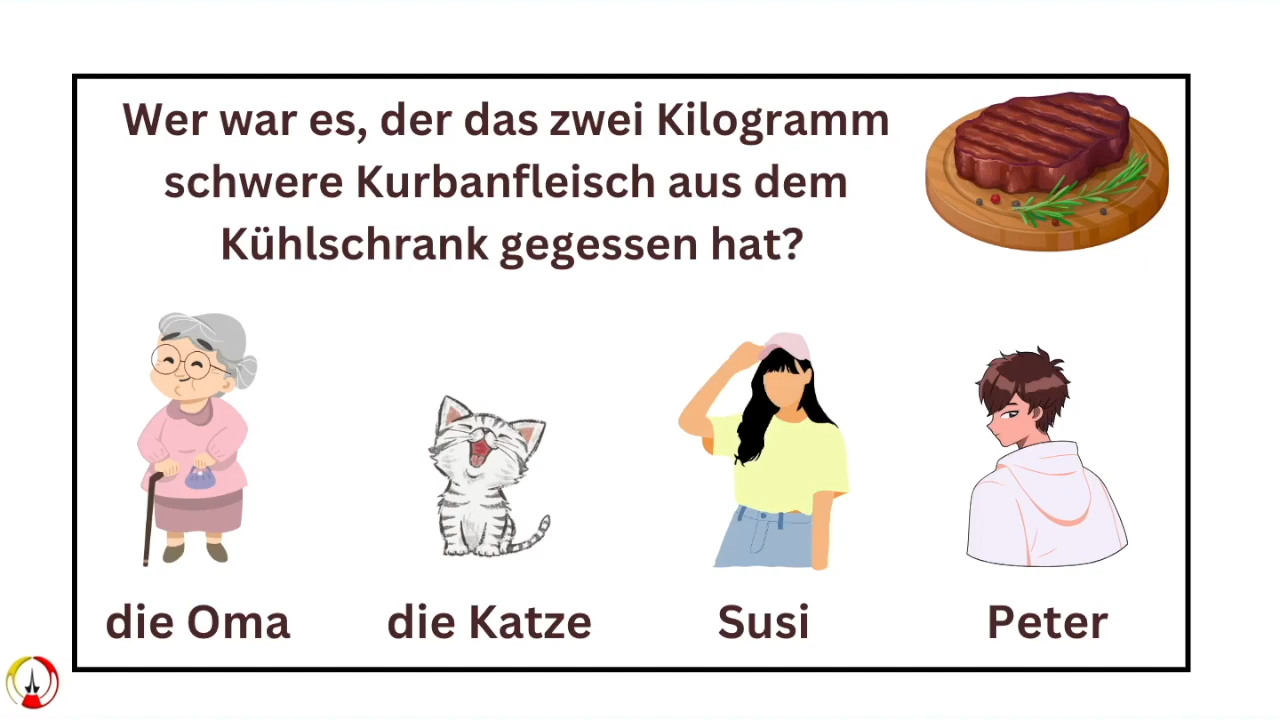 Wer war es, der das zwei Kilogramm
schwere Kurbanfleisch aus dem
Kühlschrank gegessen hat?
die Oma
die Katze
Susi
Peter